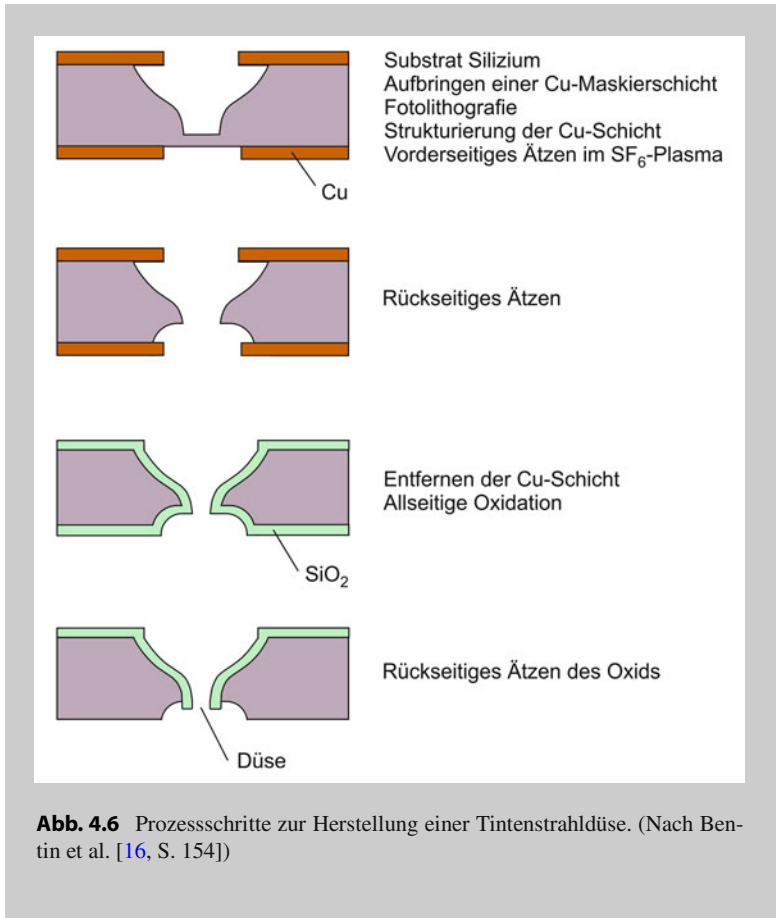 Substrat Silizium
Aufbringen einer Cu-Maskierschicht
Fotolithografie
Strukturierung der Cu-Schicht
Vorderseitiges Ätzen im SF₆-Plasma
Cu
Rückseitiges Ätzen
Entfernen der Cu-Schicht
Allseitige Oxidation
SiO₂
Rückseitiges Ätzen des Oxids
Düse
Abb. 4.6 Prozessschritte zur Herstellung einer Tintenstrahldüse. (Nach Ben-
tin et al. [16, S. 154])